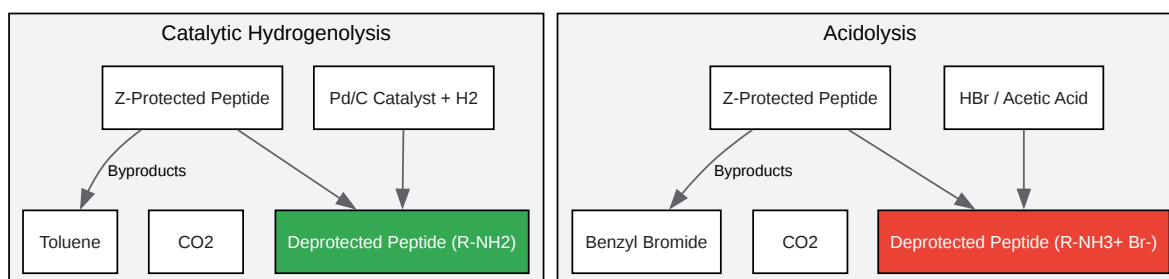 Catalytic Hydrogenolysis
Z-Protected Peptide
Pd/C Catalyst + H2
Byproducts
Toluene
CO2
Deprotected Peptide (R-NH2)
Acidolysis
Z-Protected Peptide
HBr / Acetic Acid
Byproducts
Benzyl Bromide
CO2
Deprotected Peptide (R-NH3+ Br-)